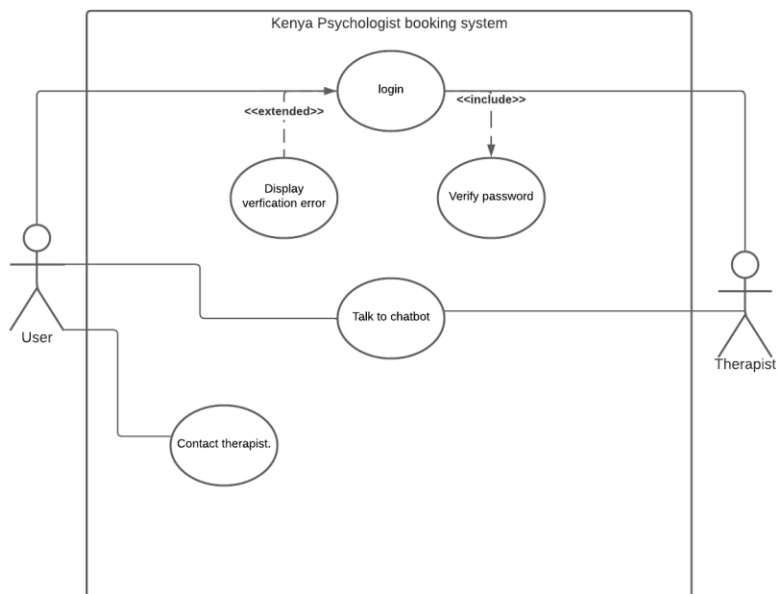 Kenya Psychologist booking system
login
<<extended>>
<<include>>
Display
verfication error
Verify password
Talk to chatbot
User
Therapist
Contact therapist.